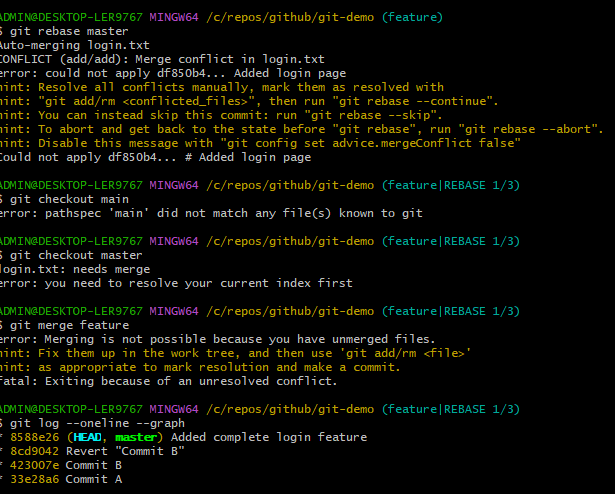 ADMIN@DESKTOP-LER9767 MINGW64 /c/repos/github/git-demo (feature)
$ git rebase master
Auto-merging login.txt
CONFLICT (add/add): Merge conflict in login.txt
error: could not apply df850b4... Added login page
hint: Resolve all conflicts manually, mark them as resolved with
hint: "git add/rm <conflicted_files>", then run "git rebase --continue".
hint: You can instead skip this commit: run "git rebase --skip".
hint: To abort and get back to the state before "git rebase", run "git rebase --abort".
hint: Disable this message with "git config set advice.mergeConflict false"
Could not apply df850b4... # Added login page
ADMIN@DESKTOP-LER9767 MINGW64 /c/repos/github/git-demo (feature|REBASE 1/3)
$ git checkout main
error: pathspec 'main' did not match any file(s) known to git
ADMIN@DESKTOP-LER9767 MINGW64 /c/repos/github/git-demo (feature|REBASE 1/3)
$ git checkout master
login.txt: needs merge
error: you need to resolve your current index first
ADMIN@DESKTOP-LER9767 MINGW64 /c/repos/github/git-demo (feature|REBASE 1/3)
$ git merge feature
error: Merging is not possible because you have unmerged files.
hint: Fix them up in the work tree, and then use 'git add/rm <file>'
hint: as appropriate to mark resolution and make a commit.
fatal: Exiting because of an unresolved conflict.
ADMIN@DESKTOP-LER9767 MINGW64 /c/repos/github/git-demo (feature|REBASE 1/3)
$ git log --oneline --graph
* 8588e26 (HEAD, master) Added complete login feature
* 8cd9042 Revert "Commit B"
* 423007e Commit B
* 33e28a6 Commit A